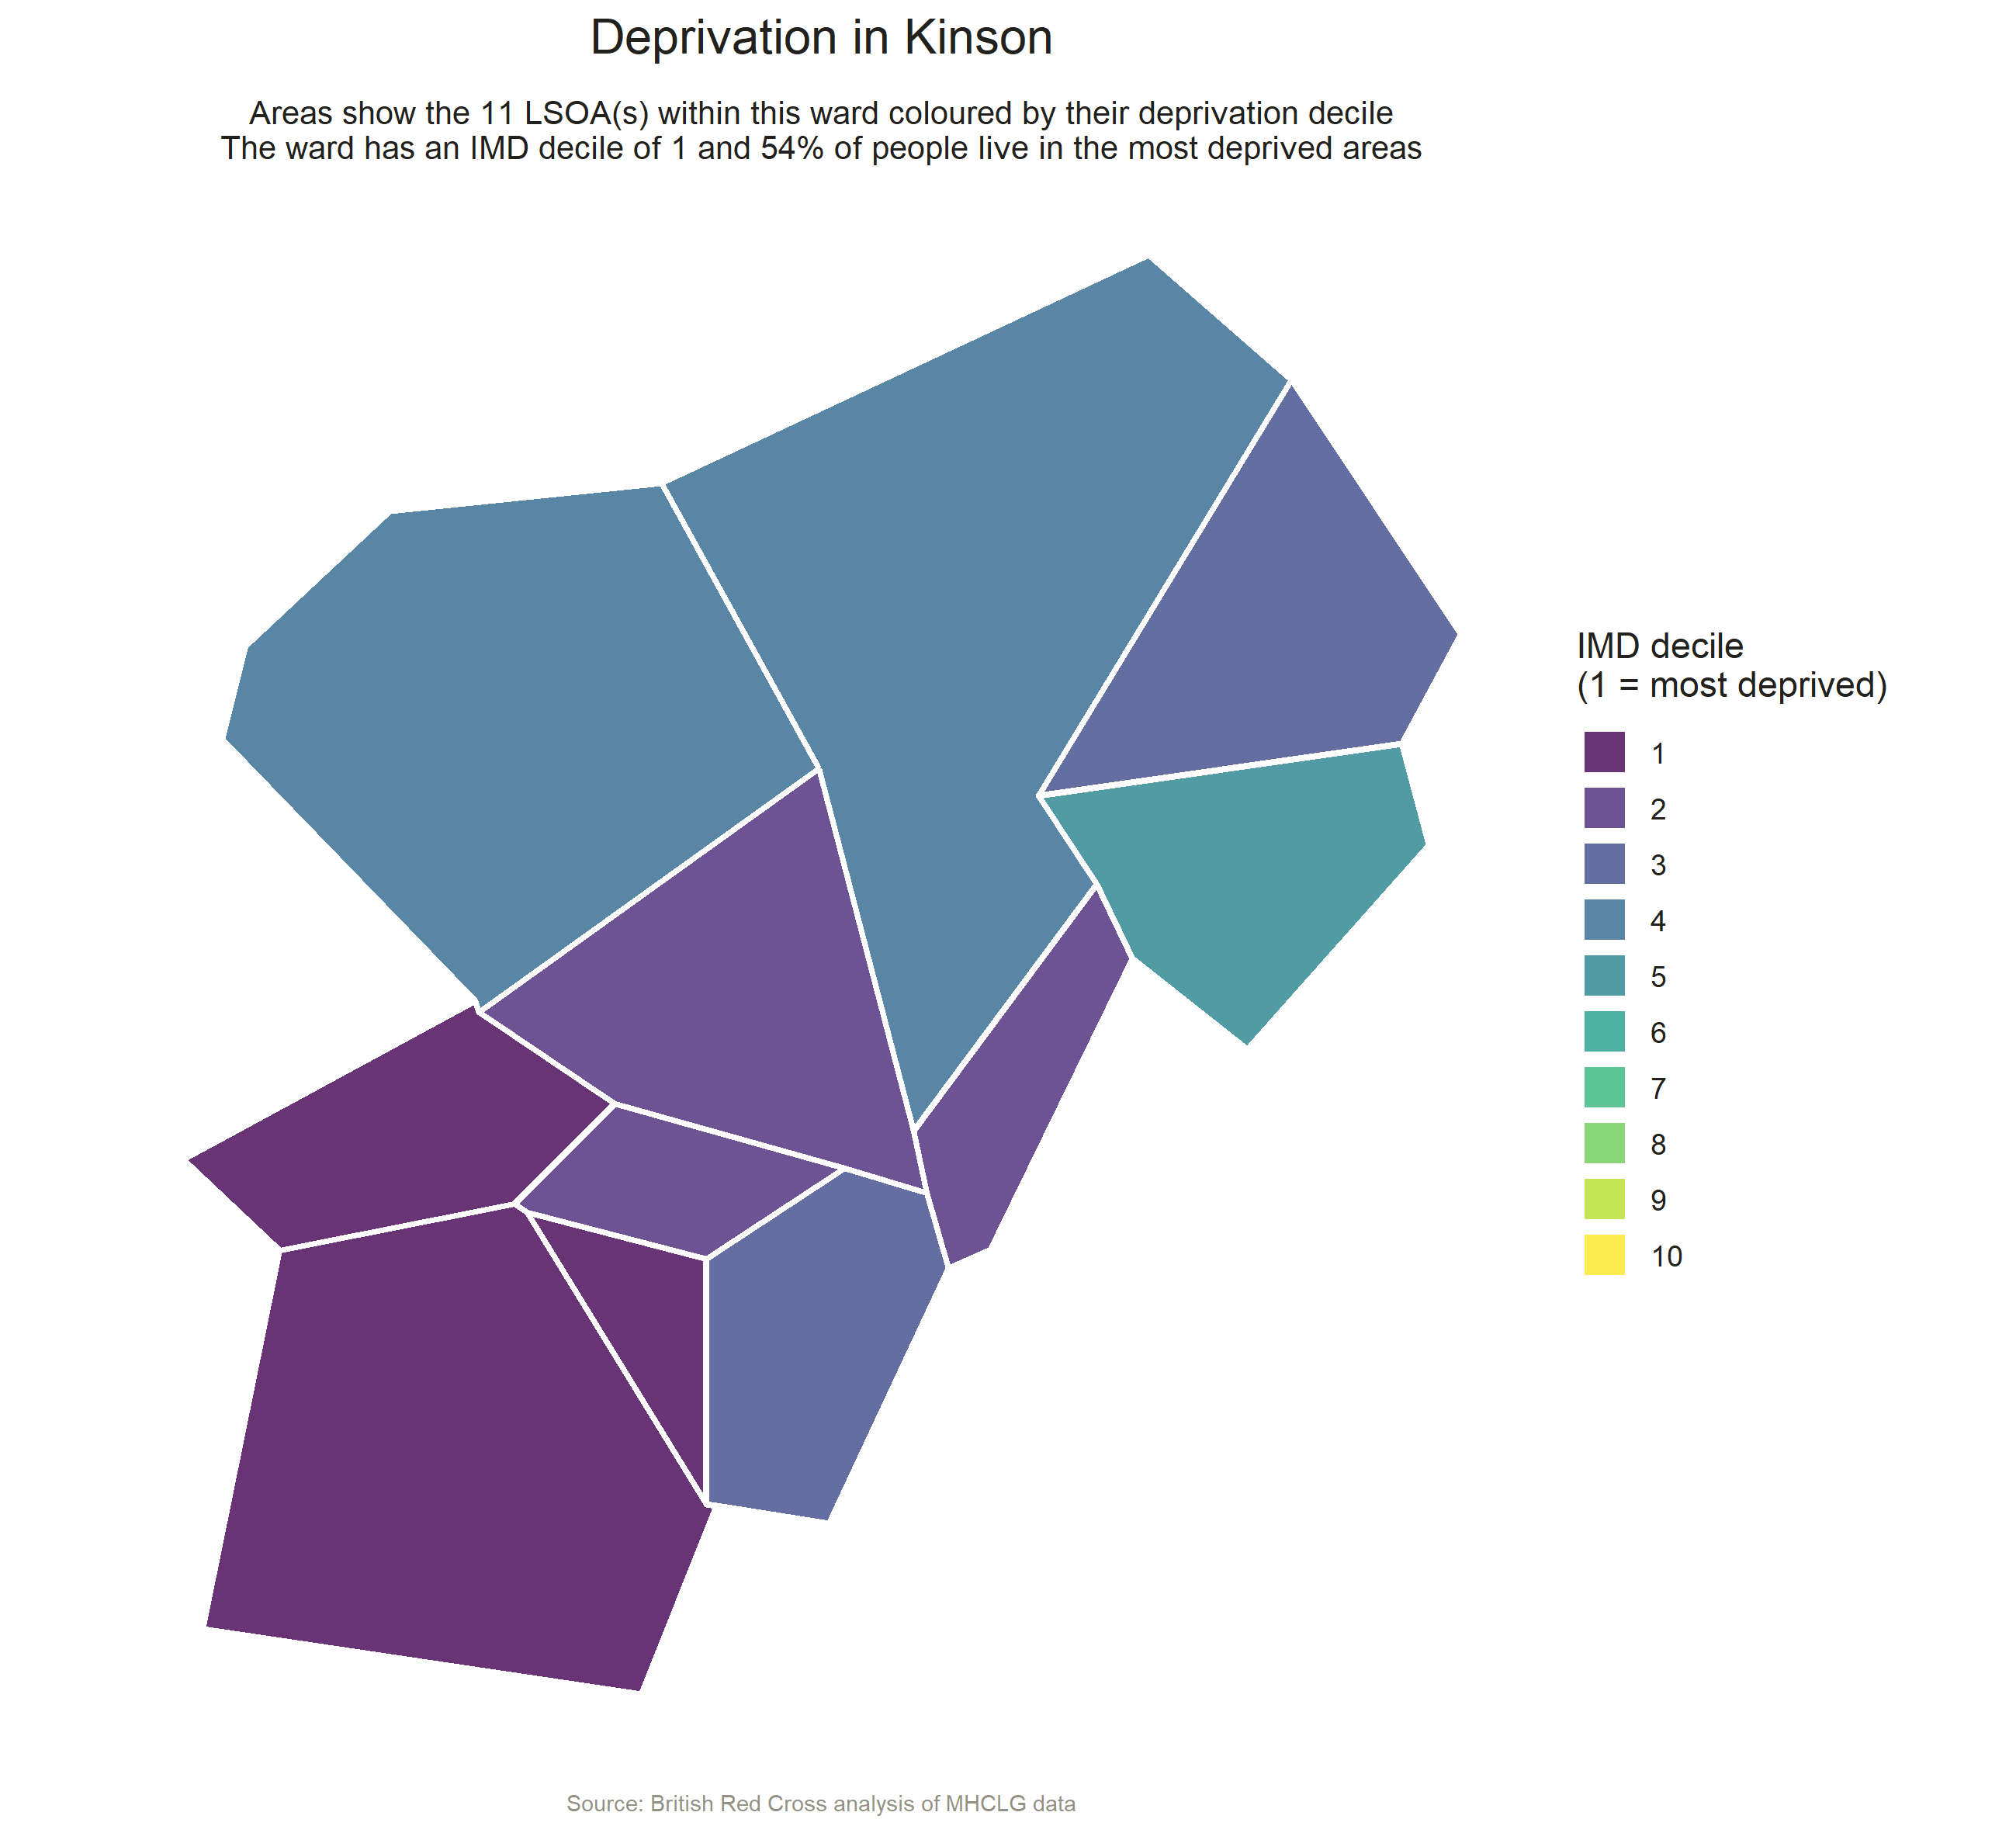 Deprivation in Kinson
Areas show the 11 LSOA(s) within this ward coloured by their deprivation decile
The ward has an IMD decile of 1 and 54% of people live in the most deprived areas
IMD decile
(1 = most deprived)
1
2
3
4
5
6
7
8
9
10
Source: British Red Cross analysis of MHCLG data